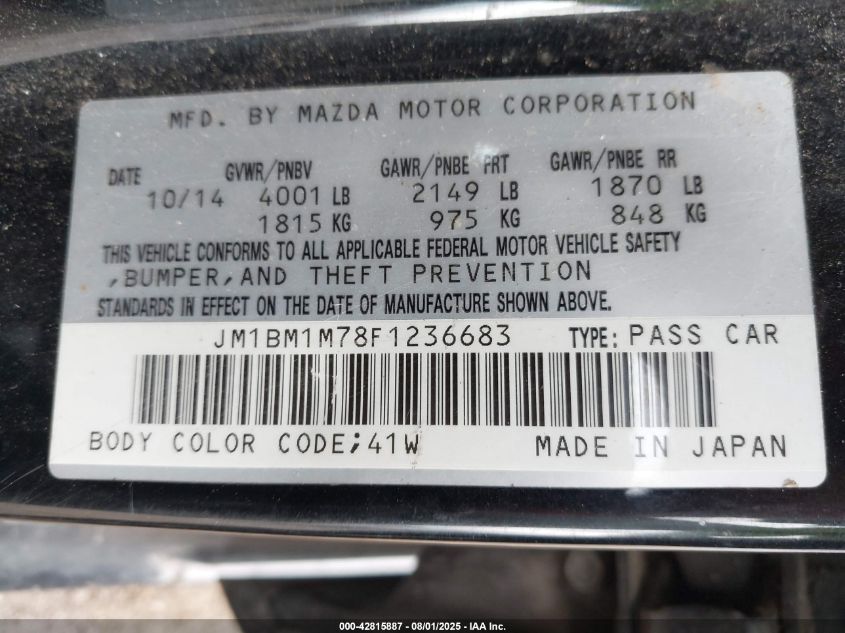 MFD. BY MAZDA MOTOR CORPORATION
DATE GVWR/PNBV GAWR/PNBE FRT GAWR/PNBE RR
10/14 4001 LB 2149 LB 1870 LB
1815 KG 975 KG 848 KG
THIS VEHICLE CONFORMS TO ALL APPLICABLE FEDERAL MOTOR VEHICLE SAFETY
,BUMPER,AND THEFT PREVENTION
STANDARDS IN EFFECT ON THE DATE OF MANUFACTURE SHOWN ABOVE.
JM1BM1M78F1236683 TYPE: PASS CAR
BODY COLOR CODE;41W MADE IN JAPAN
000-42815887 - 08/01/2025 - IAA Inc.